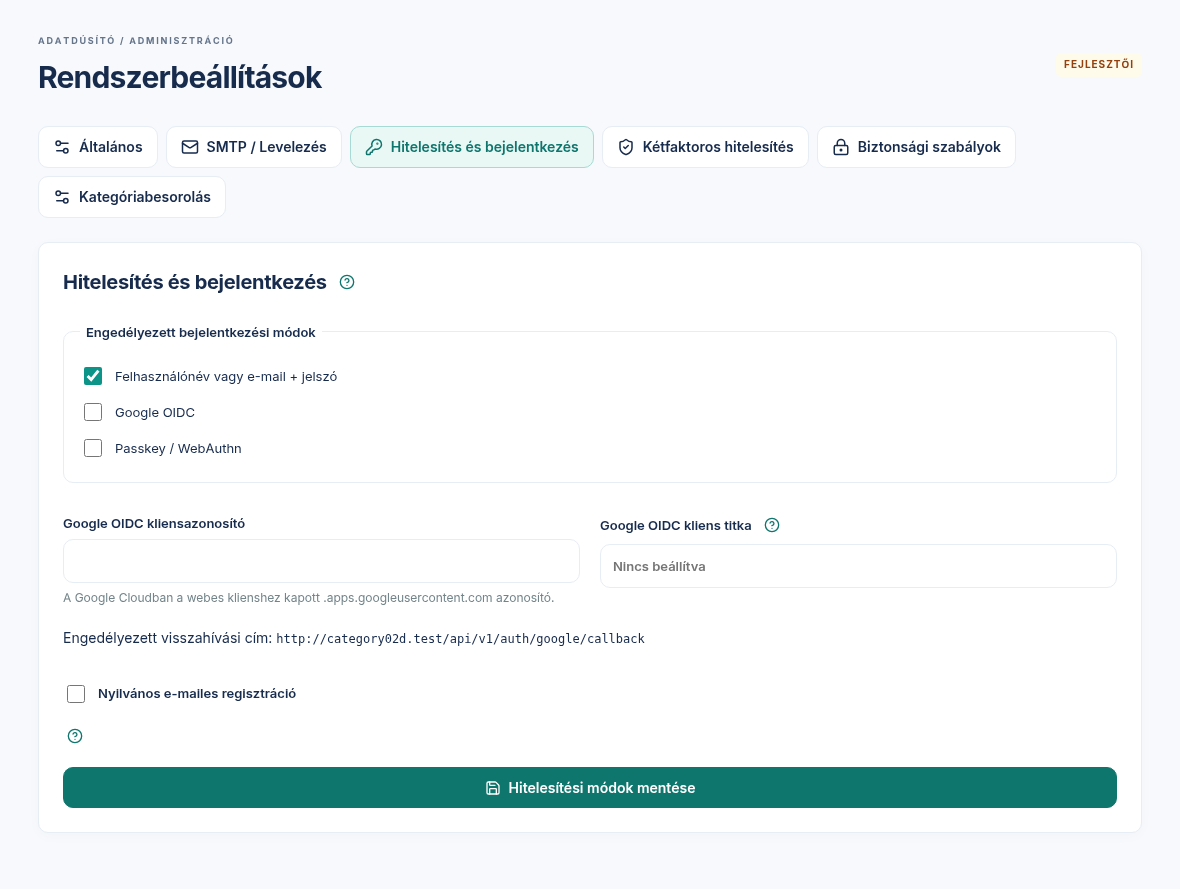 ADATDÚSÍTÓ / ADMINISZTRÁCIÓ
Rendszerbeállítások
FEJLESZTŐI
Általános
SMTP / Levelezés
Hitelesítés és bejelentkezés
Kétfaktoros hitelesítés
Biztonsági szabályok
Kategóriabesorolás
Hitelesítés és bejelentkezés
Engedélyezett bejelentkezési módok
Felhasználónév vagy e-mail + jelszó
Google OIDC
Passkey / WebAuthn
Google OIDC kliensazonosító
Google OIDC kliens titka
Nincs beállítva
A Google Cloudban a webes klienshez kapott .apps.googleusercontent.com azonosító.
Engedélyezett visszahívási cím: http://category02d.test/api/v1/auth/google/callback
Nyilvános e-mailes regisztráció
Hitelesítési módok mentése